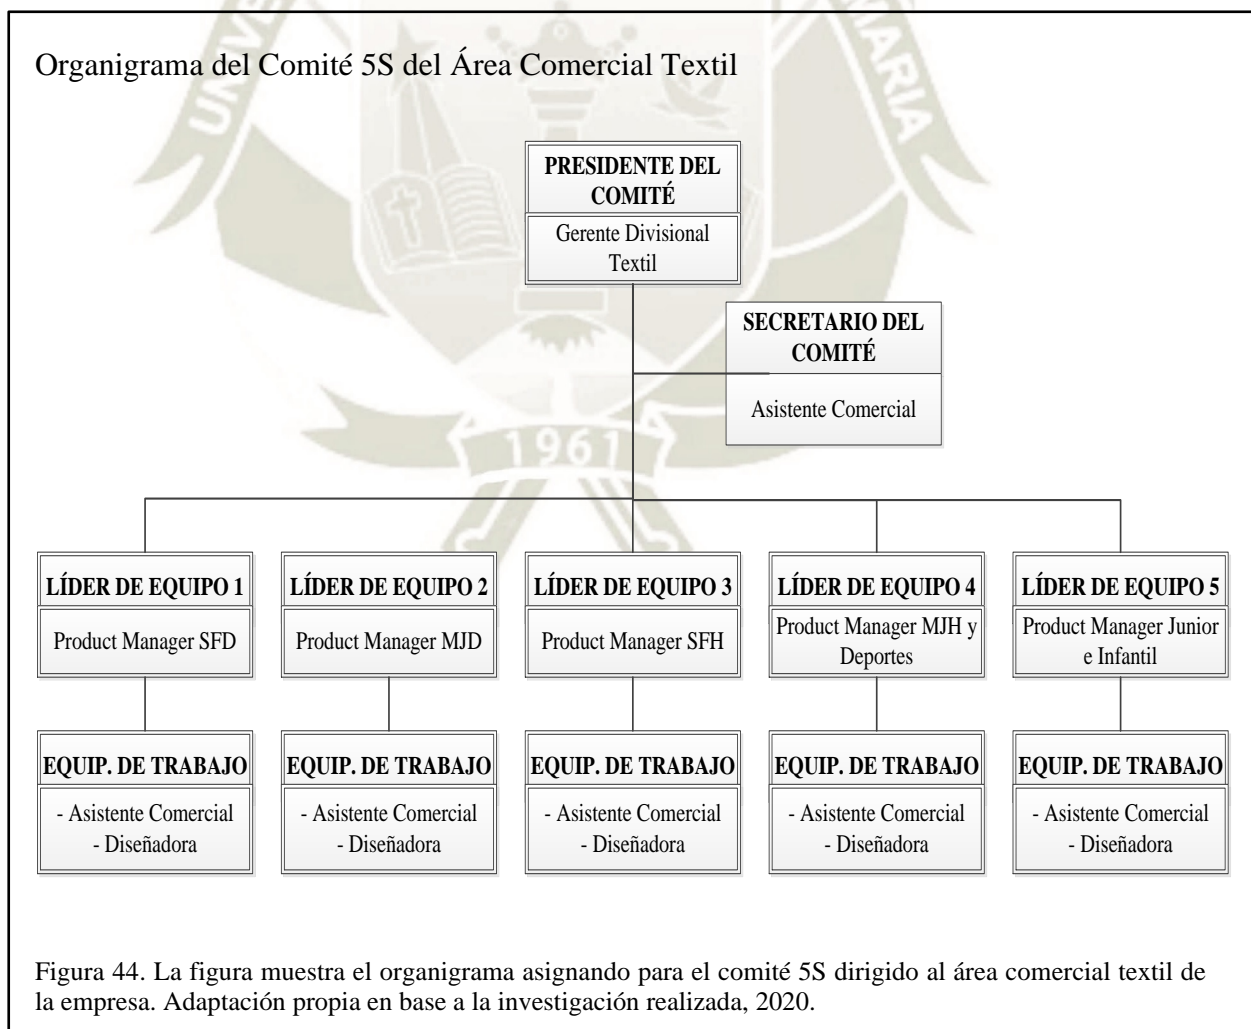 Organigrama del Comité 5S del Área Comercial Textil
PRESIDENTE DEL
COMITÉ
Gerente Divisional
Textil
SECRETARIO DEL
COMITÉ
Asistente Comercial
LÍDER DE EQUIPO 1
Product Manager SFD
LÍDER DE EQUIPO 2
Product Manager MJD
LÍDER DE EQUIPO 3
Product Manager SFH
LÍDER DE EQUIPO 4
Product Manager MJH y
Deportes
LÍDER DE EQUIPO 5
Product Manager Junior
e Infantil
EQUIP. DE TRABAJO
- Asistente Comercial
- Diseñadora
EQUIP. DE TRABAJO
- Asistente Comercial
- Diseñadora
EQUIP. DE TRABAJO
- Asistente Comercial
- Diseñadora
EQUIP. DE TRABAJO
- Asistente Comercial
- Diseñadora
EQUIP. DE TRABAJO
- Asistente Comercial
- Diseñadora
Figura 44. La figura muestra el organigrama asignando para el comité 5S dirigido al área comercial textil de
la empresa. Adaptación propia en base a la investigación realizada, 2020.
1961